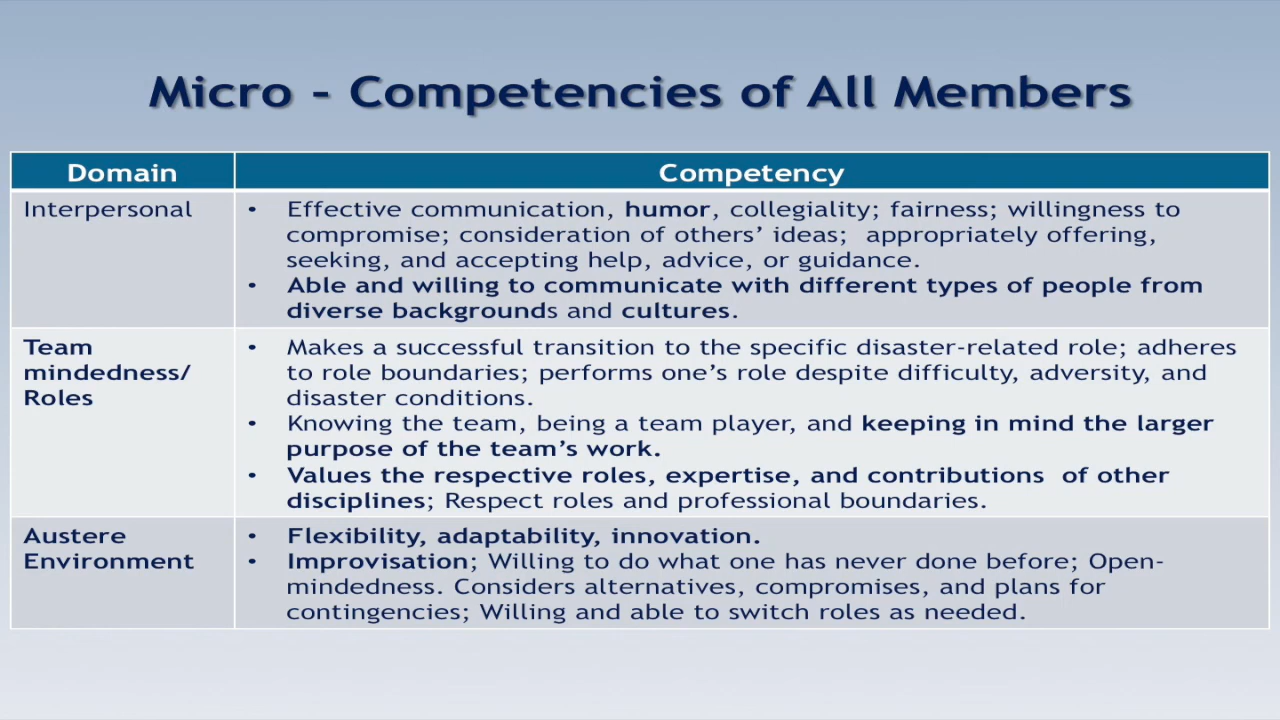 Micro - Competencies of All Members
Domain
Competency
Interpersonal
• Effective communication, humor, collegiality; fairness; willingness to
compromise; consideration of others’ ideas; appropriately offering,
seeking, and accepting help, advice, or guidance.
• Able and willing to communicate with different types of people from
diverse backgrounds and cultures.
Team
mindedness/
Roles
• Makes a successful transition to the specific disaster-related role; adheres
to role boundaries; performs one’s role despite difficulty, adversity, and
disaster conditions.
• Knowing the team, being a team player, and keeping in mind the larger
purpose of the team’s work.
• Values the respective roles, expertise, and contributions of other
disciplines; Respect roles and professional boundaries.
Austere
Environment
• Flexibility, adaptability, innovation.
• Improvisation; Willing to do what one has never done before; Open-
mindedness. Considers alternatives, compromises, and plans for
contingencies; Willing and able to switch roles as needed.